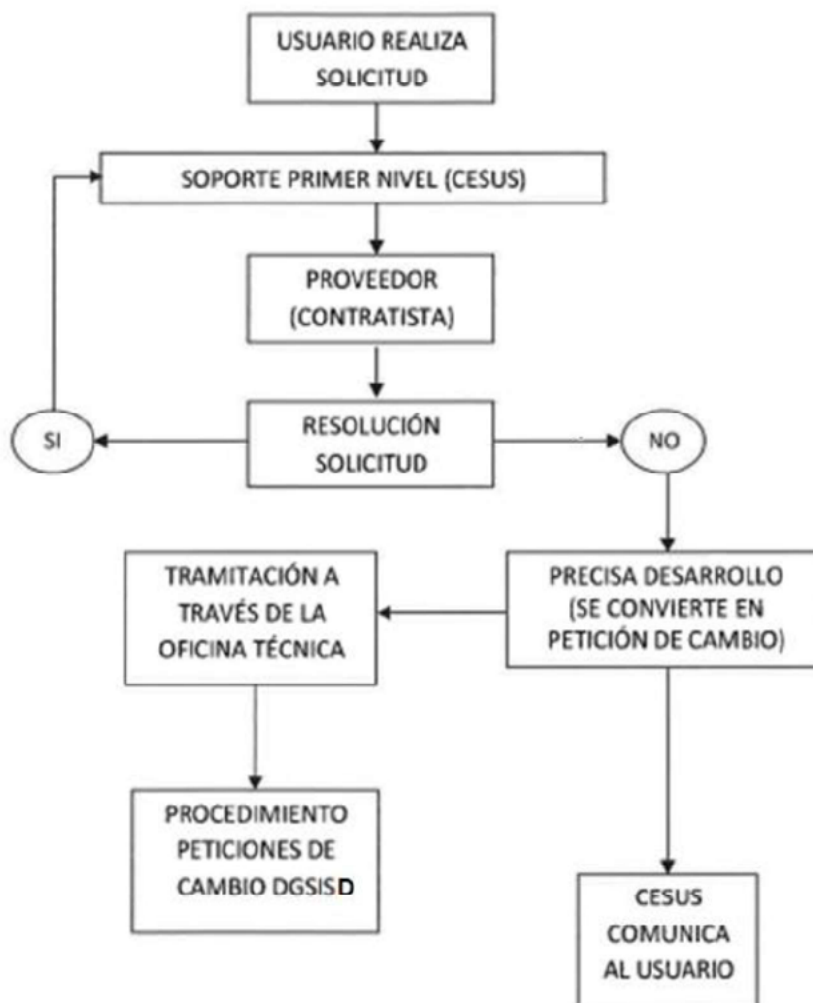 USUARIO REALIZA
SOLICITUD
SOPORTE PRIMER NIVEL (CESUS)
PROVEEDOR
(CONTRATISTA)
RESOLUCIÓN
SOLICITUD
SI
NO
TRAMITACIÓN A
TRAVÉS DE LA
OFICINA TÉCNICA
PRECISA DESARROLLO
(SE CONVIERTE EN
PETICIÓN DE CAMBIO)
PROCEDIMIENTO
PETICIONES DE
CAMBIO DGSISD
CESUS
COMUNICA
AL USUARIO